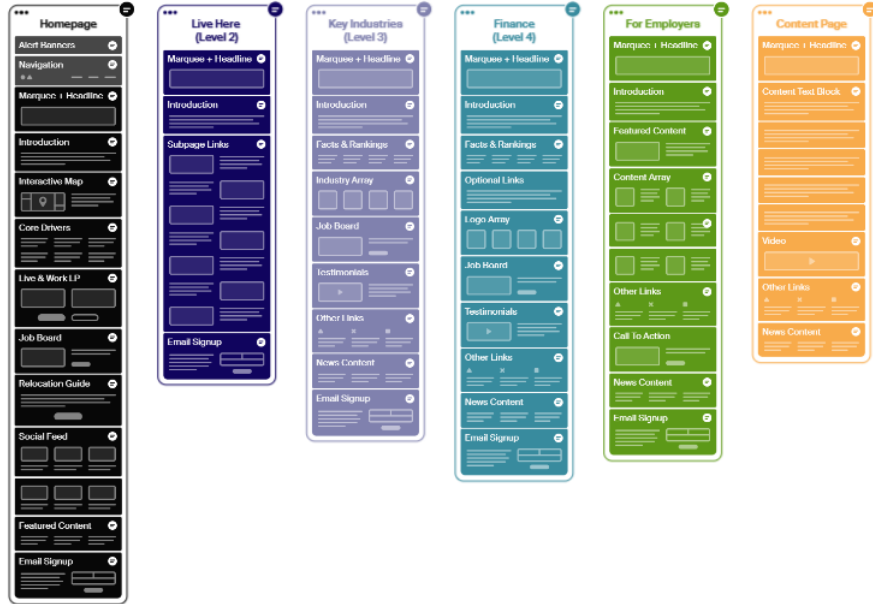 Homepage
Alert Banners
Navigation
Marquee + Headline
Introduction
Interactive Map
Core Drivers
Live & Work LP
Job Board
Relocation Guide
Social Feed
Featured Content
Email Signup
Live Here
(Level 2)
Marquee + Headline
Introduction
Subpage Links
Email Signup
Key Industries
(Level 3)
Marquee + Headline
Introduction
Facts & Rankings
Industry Array
Job Board
Testimonials
Other Links
News Content
Email Signup
Finance
(Level 4)
Marquee + Headline
Introduction
Facts & Rankings
Optional Links
Logo Array
Job Board
Testimonials
Other Links
News Content
Email Signup
For Employers
Marquee + Headline
Introduction
Featured Content
Content Array
Other Links
Call To Action
News Content
Email Signup
Content Page
Marquee + Headline
Content Text Block
Video
Other Links
News Content